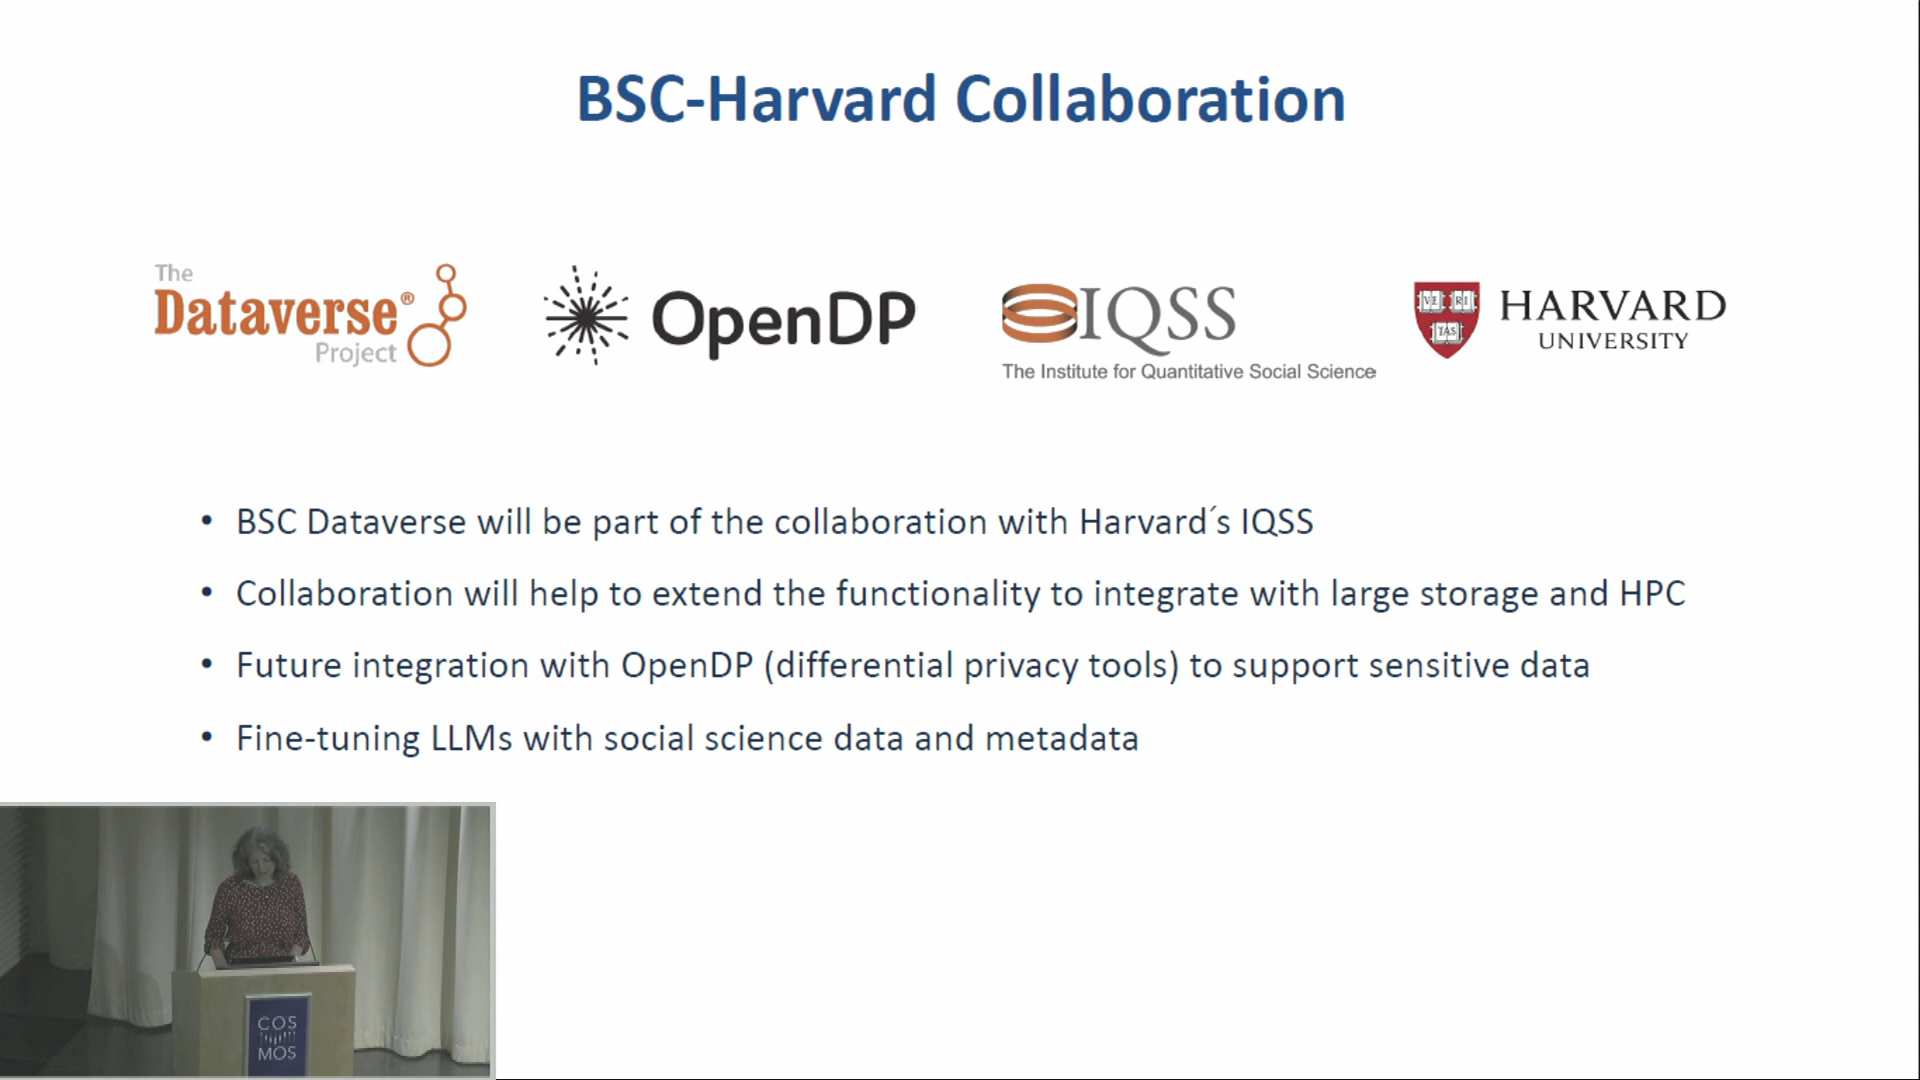 BSC-Harvard Collaboration
The
Dataverse®
Project
OpenDP
IQSS
The Institute for Quantitative Social Science
VE RI
TAS
HARVARD
UNIVERSITY
• BSC Dataverse will be part of the collaboration with Harvard´s IQSS
• Collaboration will help to extend the functionality to integrate with large storage and HPC
• Future integration with OpenDP (differential privacy tools) to support sensitive data
• Fine-tuning LLMs with social science data and metadata
COS
MOS